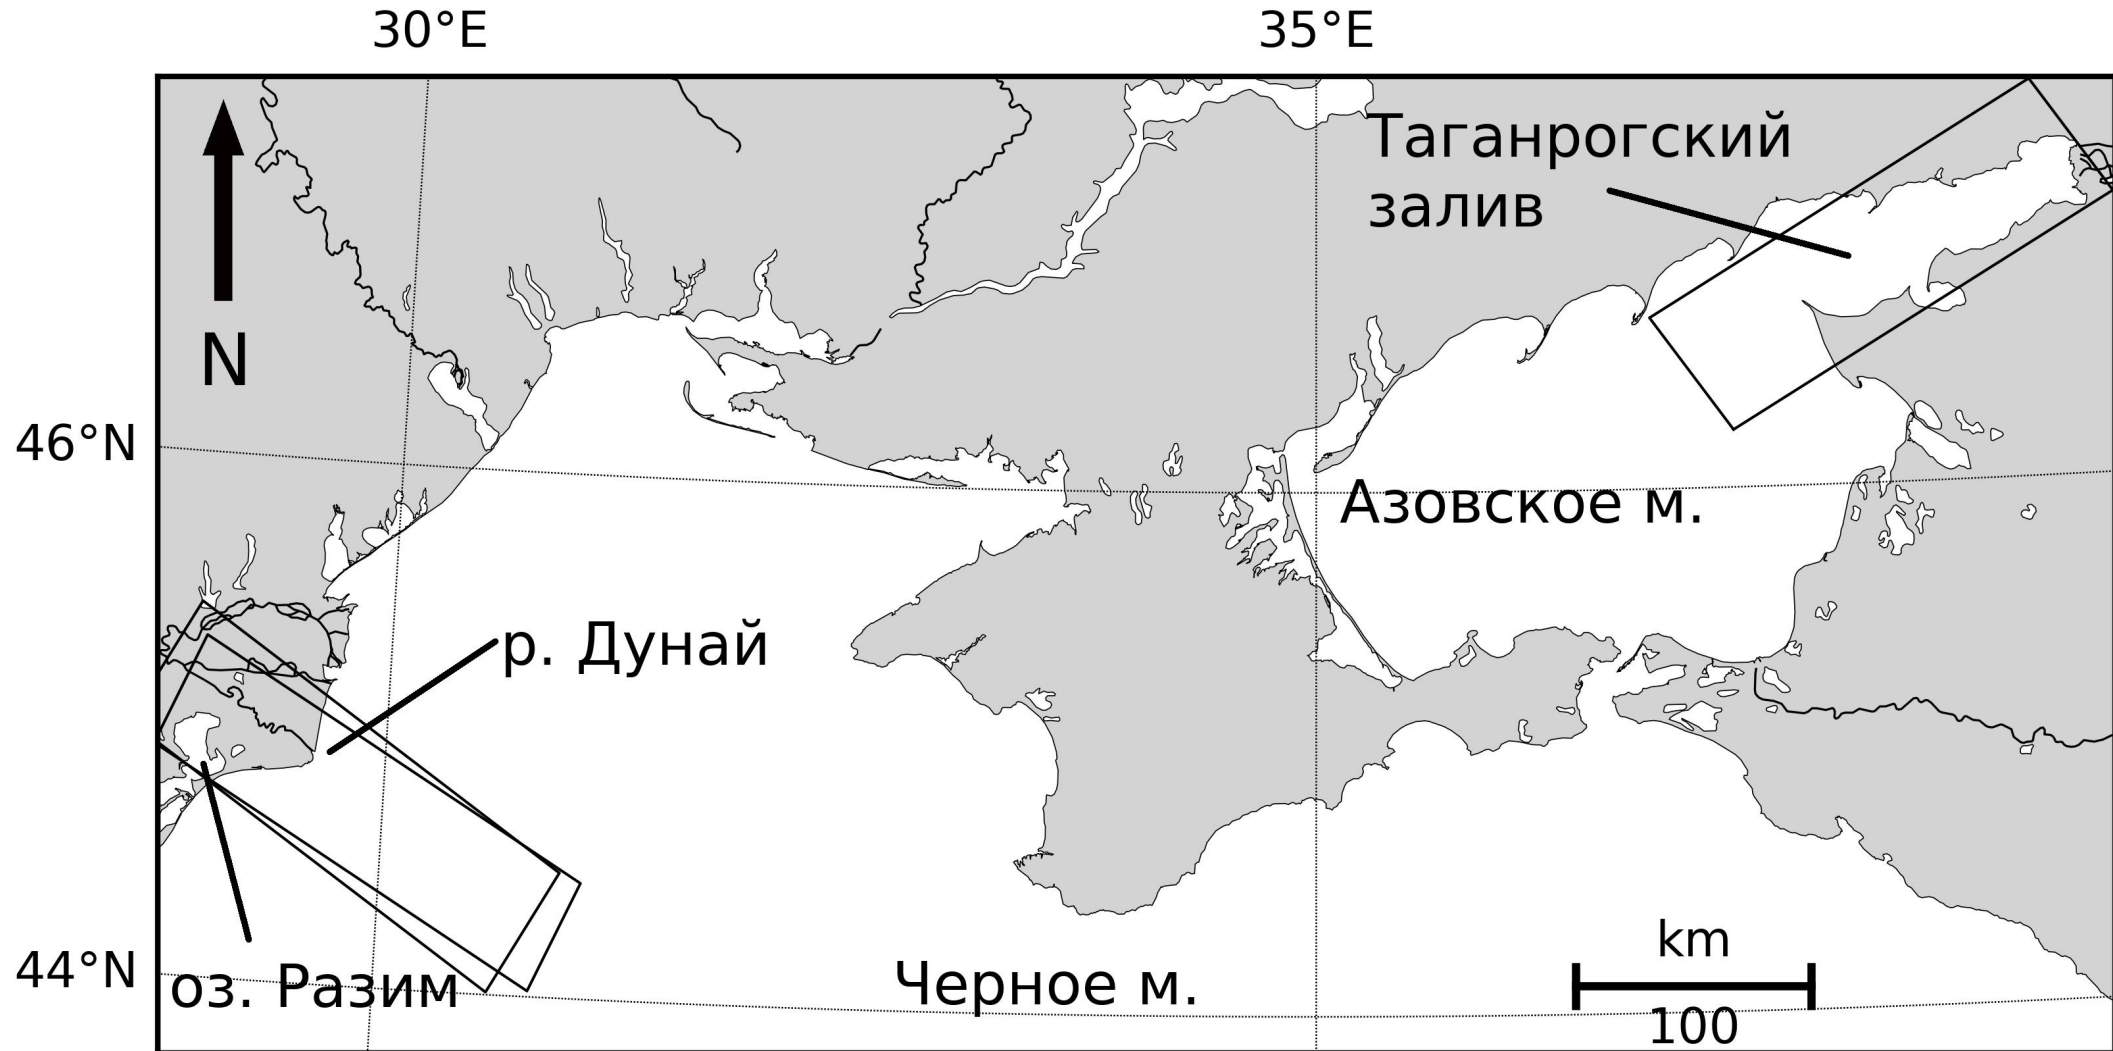 30°E
35°E
Таганрогский
залив
N
46°N
Азовское м.
р. Дунай
km
44°N
оз. Разим
Черное м.
100